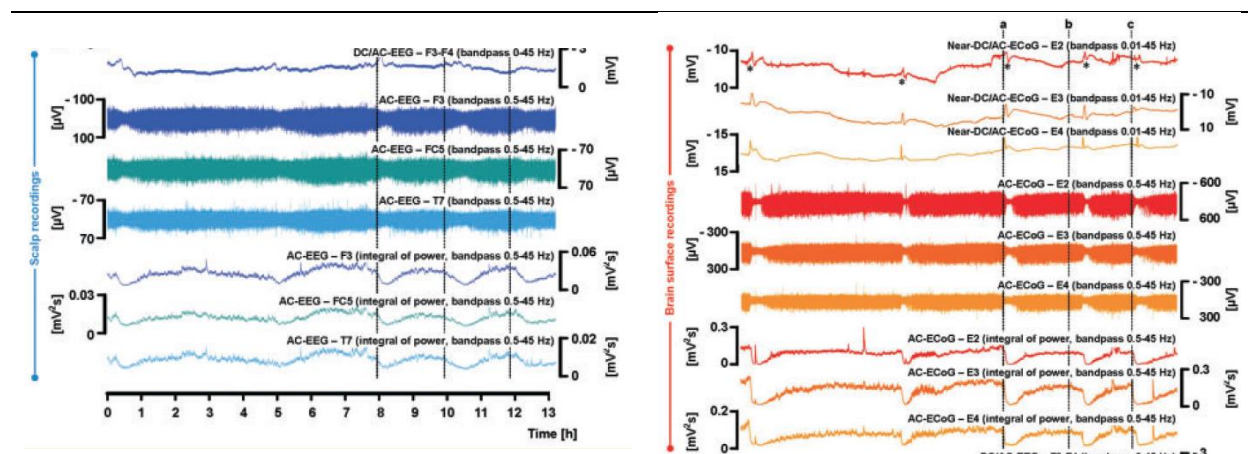 DC/AC-EEG – F3-F4 (bandpass 0-45 Hz)
0
[mV]
Scalp recordings
[µV]
- 100
100
AC-EEG – F3 (bandpass 0.5-45 Hz)
AC-EEG – FC5 (bandpass 0.5-45 Hz)
- 70
70
[µV]
[µV]
-70
70
AC-EEG – T7 (bandpass 0.5-45 Hz)
AC-EEG – F3 (integral of power, bandpass 0.5-45 Hz)
0.06
0
[mV²s]
[mV²s]
0.03
0
AC-EEG – FC5 (integral of power, bandpass 0.5-45 Hz)
AC-EEG – T7 (integral of power, bandpass 0.5-45 Hz)
0.02
0
[mV²s]
0 1 2 3 4 5 6 7 8 9 10 11 12 13
Time [h]
a b c
Brain surface recordings
[mV]
- 10
10
Near-DC/AC-ECoG – E2 (bandpass 0.01-45 Hz)
* * * * *
Near-DC/AC-ECoG – E3 (bandpass 0.01-45 Hz)
- 10
10
[mV]
[mV]
-15
15
Near-DC/AC-ECoG – E4 (bandpass 0.01-45 Hz)
AC-ECoG – E2 (bandpass 0.5-45 Hz)
- 600
600
[µV]
[µV]
-300
300
AC-ECoG – E3 (bandpass 0.5-45 Hz)
AC-ECoG – E4 (bandpass 0.5-45 Hz)
- 300
300
[µV]
[mV²s]
0.3
0
AC-ECoG – E2 (integral of power, bandpass 0.5-45 Hz)
AC-ECoG – E3 (integral of power, bandpass 0.5-45 Hz)
0.3
0
[mV²s]
[mV²s]
0.2
0
AC-ECoG – E4 (integral of power, bandpass 0.5-45 Hz)